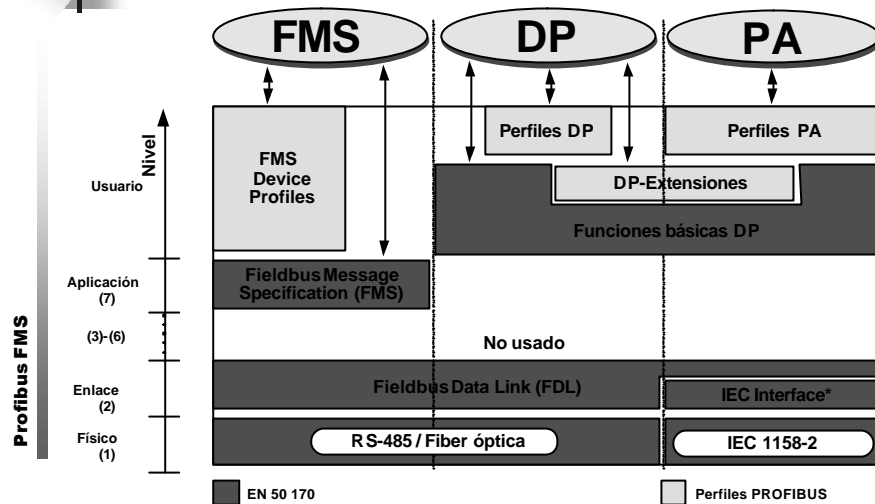 FMS
DP
PA
Nivel
Usuario
FMS
Device
Profiles
Perfiles DP
Perfiles PA
DP-Extensiones
Funciones básicas DP
Aplicación
(7)
Fieldbus Message
Specification (FMS)
(3)-(6)
No usado
Enlace
(2)
Fieldbus Data Link (FDL)
IEC Interface*
Físico
(1)
RS-485 / Fiber óptica
IEC 1158-2
Profibus FMS
EN 50 170
Perfiles PROFIBUS